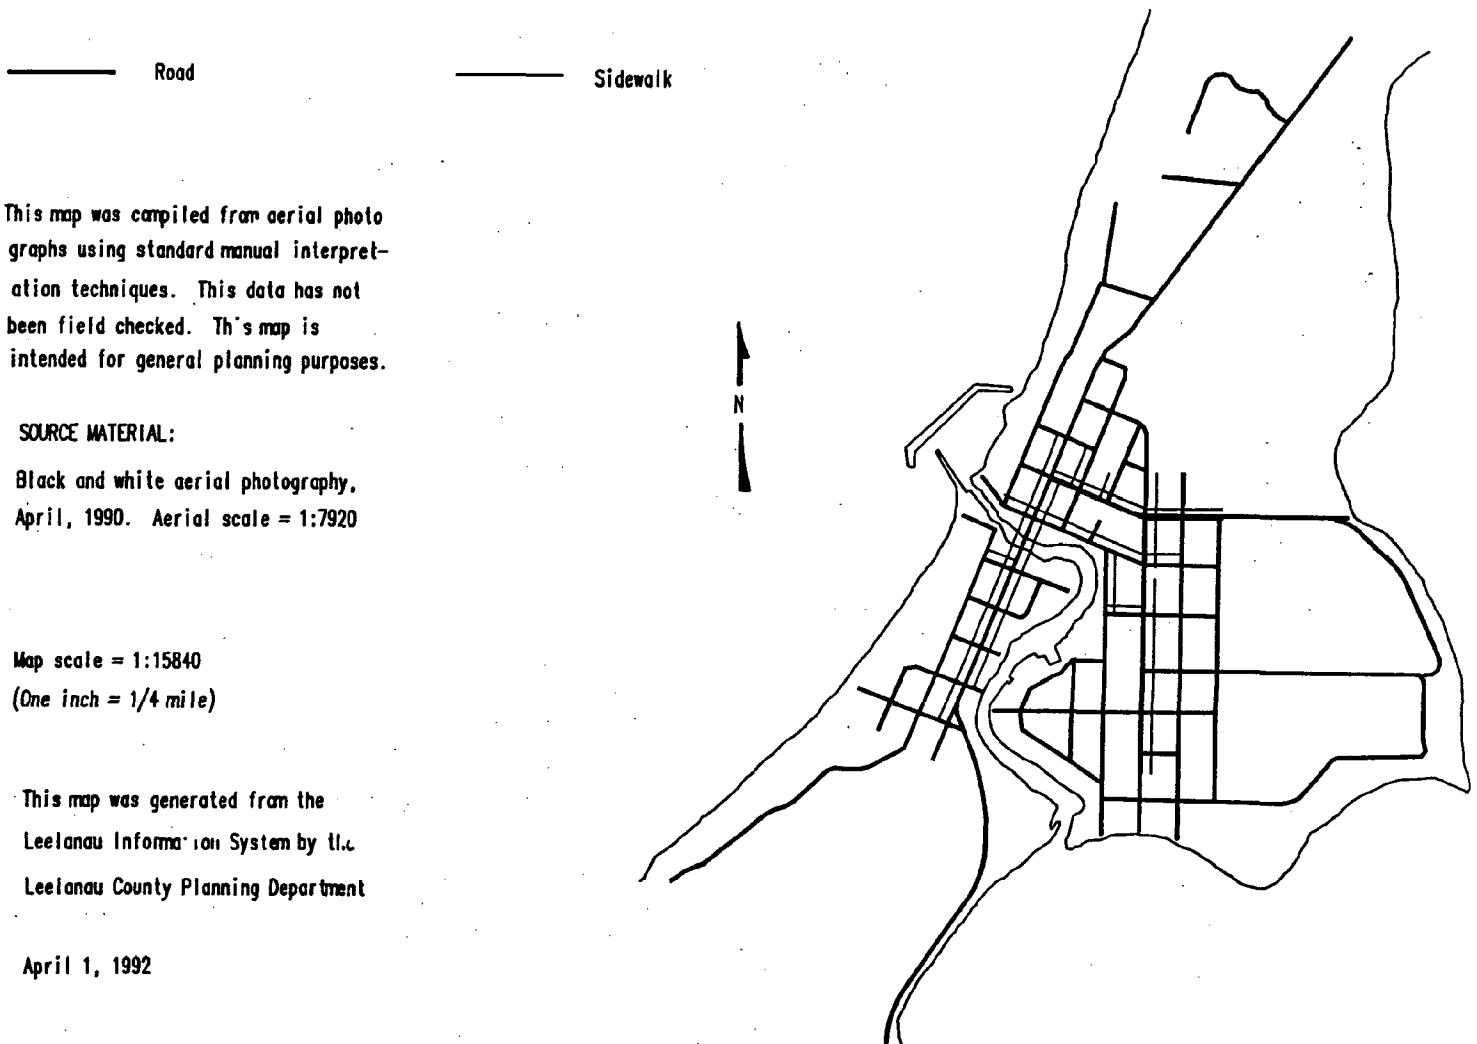 Road
Sidewalk
This map was compiled from aerial photo
graphs using standard manual interpret-
ation techniques. This data has not
been field checked. Th's map is
intended for general planning purposes.
SOURCE MATERIAL:
Black and white aerial photography,
April, 1990. Aerial scale = 1:7920
N
Map scale = 1:15840
(One inch = 1/4 mile)
This map was generated from the
Leelanau Information System by the
Leelanau County Planning Department
April 1, 1992